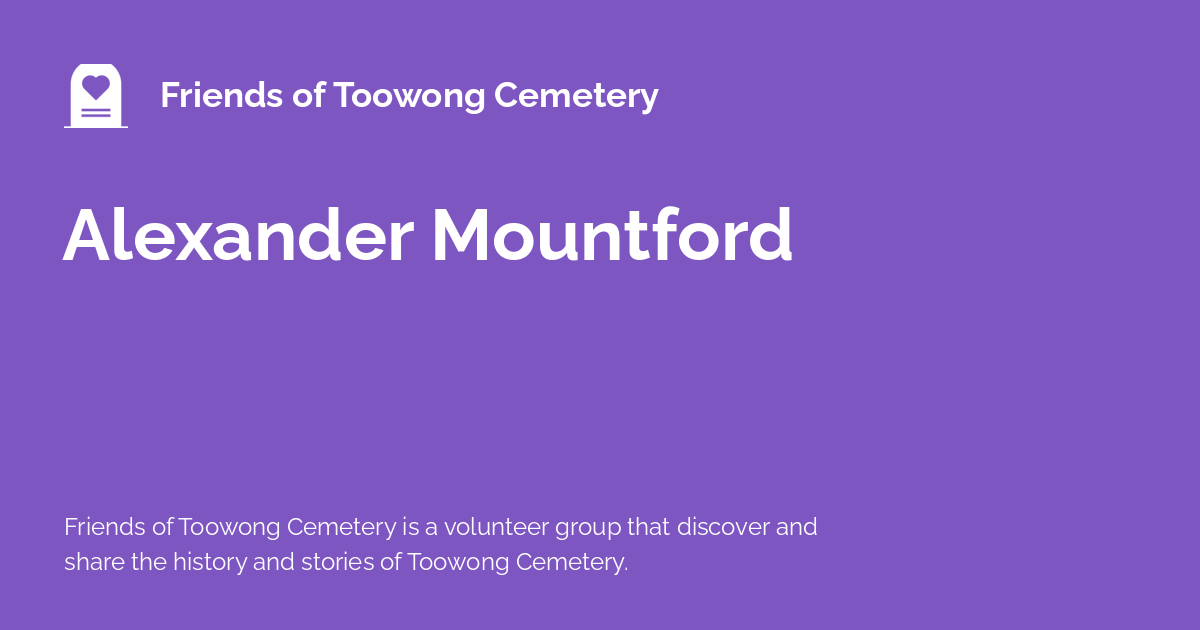 Friends of Toowong Cemetery
Alexander Mountford
Friends of Toowong Cemetery is a volunteer group that discover and
share the history and stories of Toowong Cemetery.